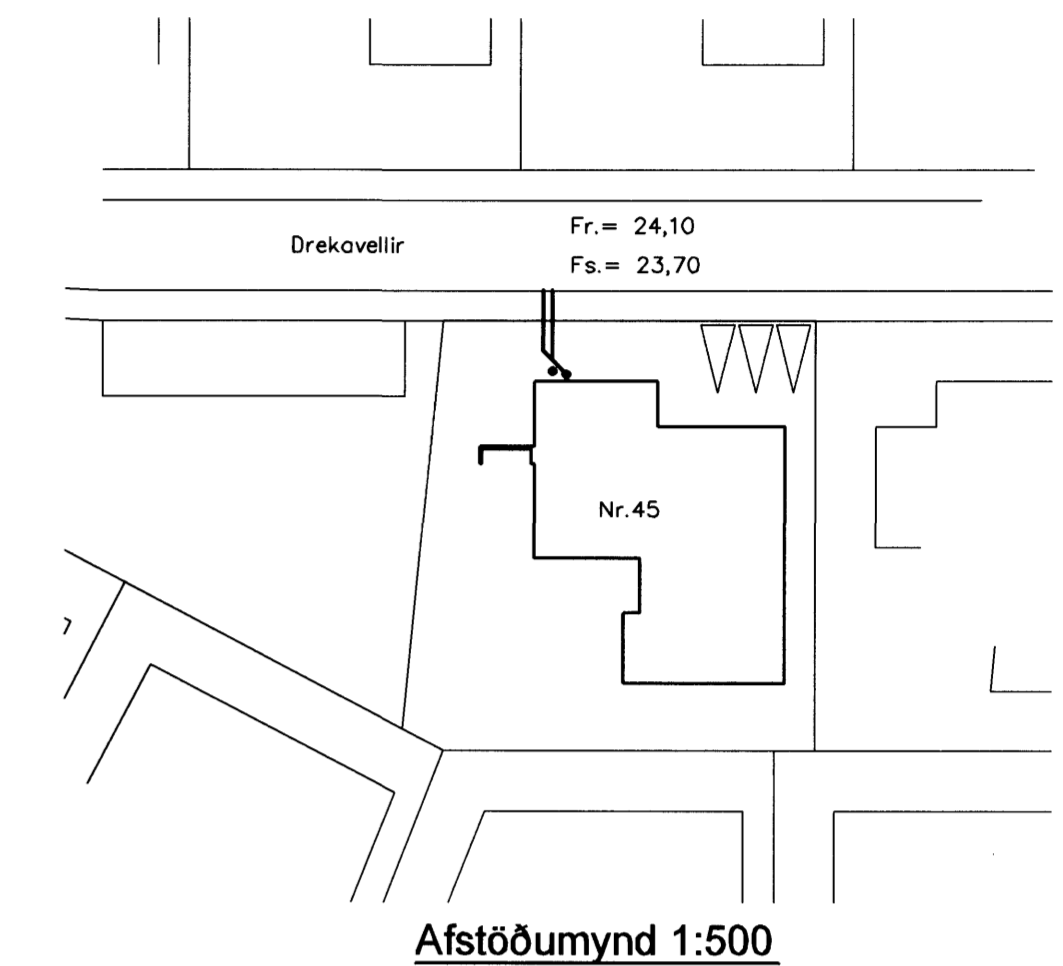 Drekavellir
Fr.= 24,10
Fs.= 23,70
Nr.45
Afstöðumynd 1:500